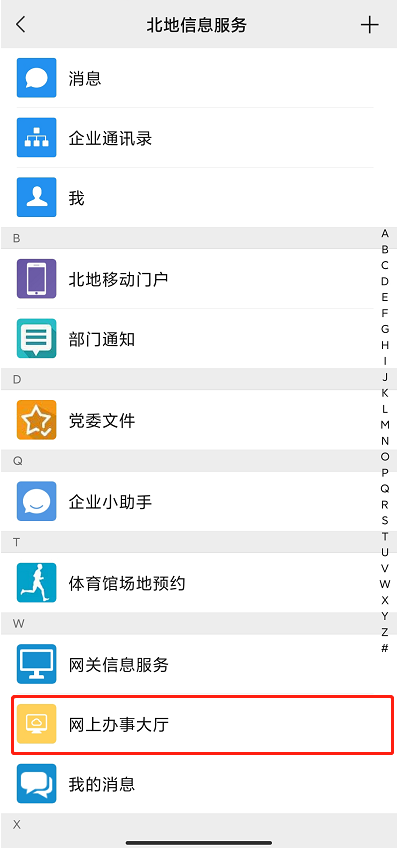 北地信息服务
消息
企业通讯录
我
B
北地移动门户
部门通知
D
党委文件
Q
企业小助手
T
体育馆场地预约
W
网关信息服务
网上办事大厅
我的消息
X
A
B
C
D
E
F
G
H
I
J
K
L
M
N
O
P
Q
R
S
T
U
V
W
X
Y
Z
#